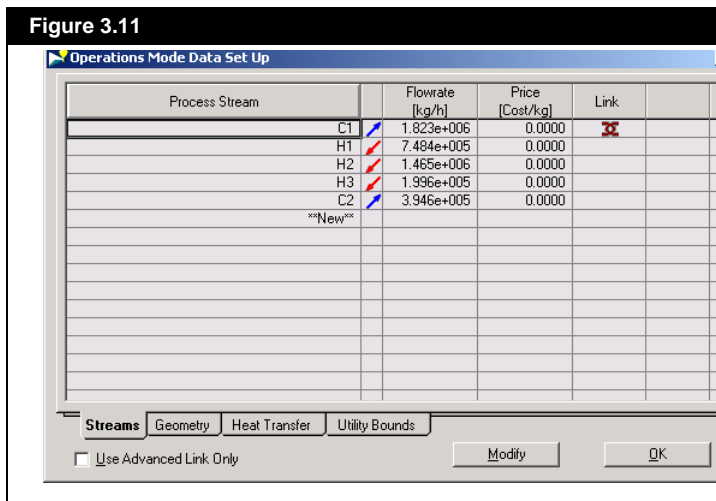 Figure 3.11
Operations Mode Data Set Up
Process Stream Flowrate [kg/h] Price [Cost/kg] Link
C1 1.823e+006 0.0000
H1 7.484e+005 0.0000
H2 1.465e+006 0.0000
H3 1.996e+005 0.0000
C2 3.946e+005 0.0000
**New**
Streams Geometry Heat Transfer Utility Bounds
Use Advanced Link Only Modify OK